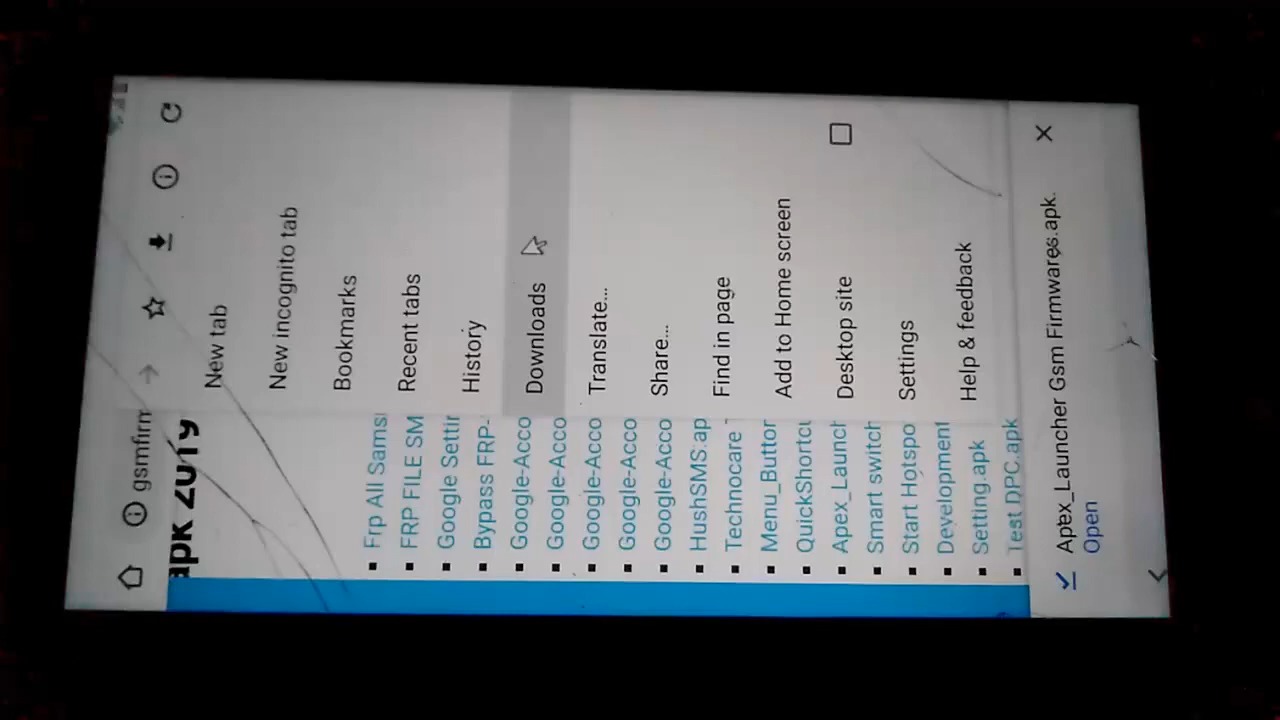 gsmfirm
apk 2019
New tab
New incognito tab
Bookmarks
Recent tabs
History
Downloads
Translate...
Share...
Find in page
Add to Home screen
Desktop site
Settings
Help & feedback
Frp All Sams
FRP FILE SM
Google Settin
Bypass FRP-
Google-Acco
Google-Acco
Google-Acco
Google-Acco
Google-Acco
HushSMS.ap
Technocare
Menu_Button
QuickShortcu
Apex_Launch
Smart switch
Start Hotspo
Development
Setting.apk
Test DPC.apk
Apex_Launcher Gsm Firmwares.apk.
Open